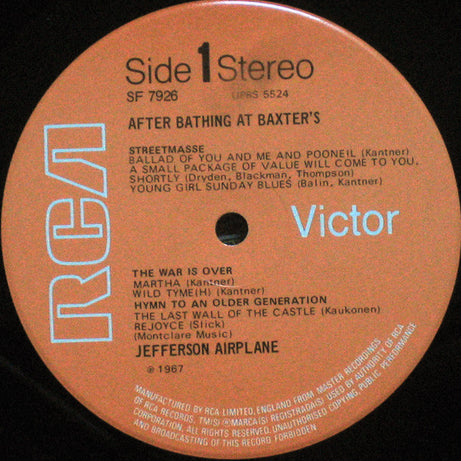 Side 1 Stereo
SF 7926 UPRS 5524
AFTER BATHING AT BAXTER'S
STREETMASSE
BALLAD OF YOU AND ME AND POONEIL (Kantner)
A SMALL PACKAGE OF VALUE WILL COME TO YOU,
SHORTLY (Dryden, Blackman, Thompson)
YOUNG GIRL SUNDAY BLUES (Balin, Kantner)
RCA
Victor
THE WAR IS OVER
MARTHA (Kantner)
WILD TYME(H) (Kantner)
HYMN TO AN OLDER GENERATION
THE LAST WALL OF THE CASTLE (Kaukonen)
REJOYCE (Slick)
(Montclare Music)
JEFFERSON AIRPLANE
℗ 1967
MANUFACTURED BY RCA LIMITED, ENGLAND FROM MASTER RECORDINGS
OF RCA RECORDS. TM(S) ® MARCA(S) REGISTRADA(S) USED BY AUTHORITY OF RCA
CORPORATION. ALL RIGHTS RESERVED. UNAUTHORISED COPYING, PUBLIC PERFORMANCE
AND BROADCASTING OF THIS RECORD FORBIDDEN